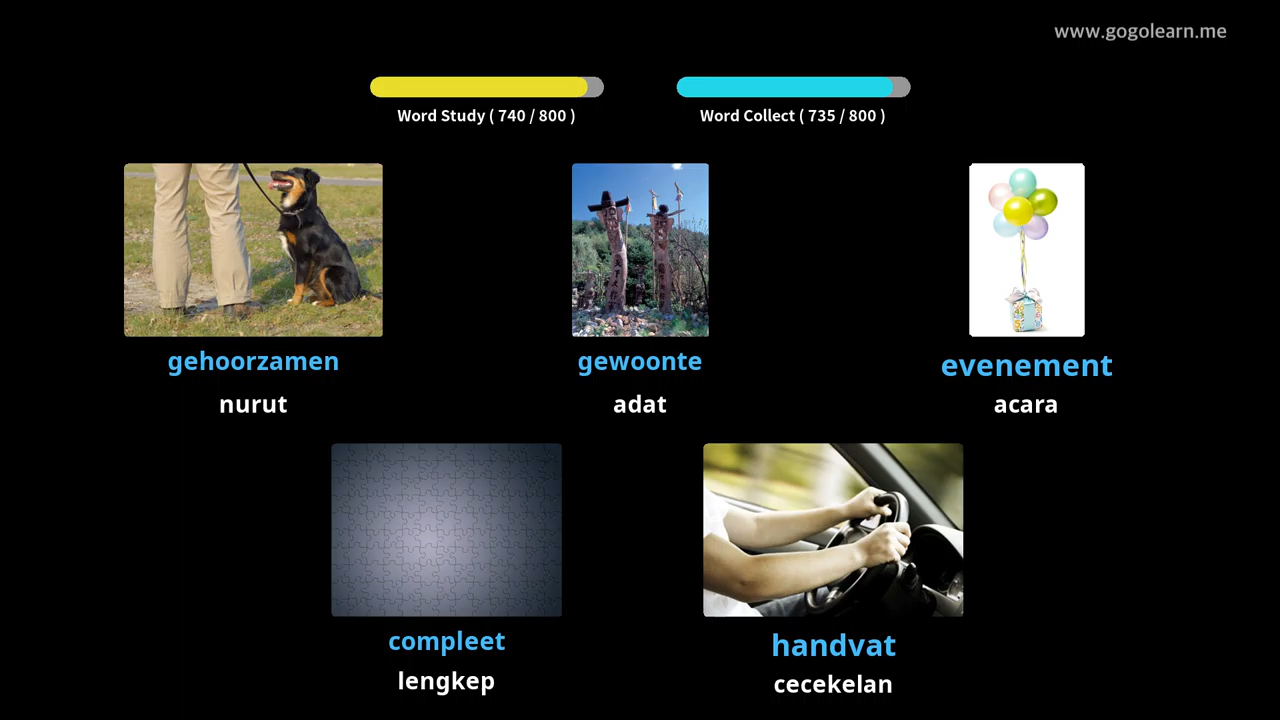 www.gogolearn.me
Word Study ( 740 / 800 )
Word Collect ( 735 / 800 )
gehoorzamen
nurut
gewoonte
adat
evenement
acara
compleet
lengkep
handvat
cecekelan